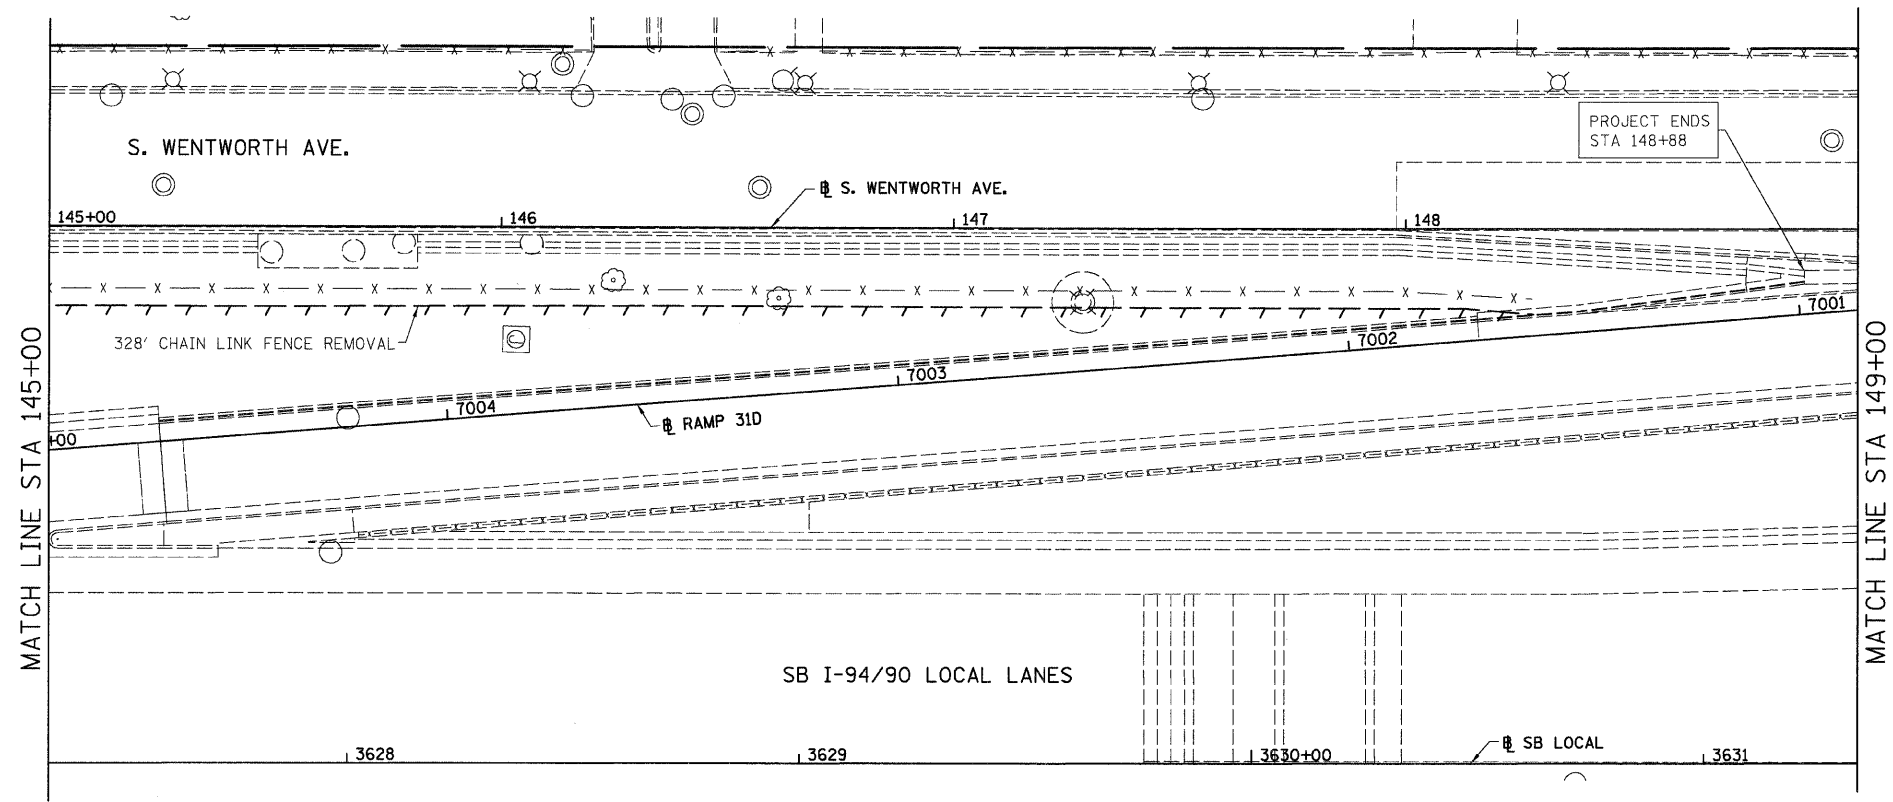 PROJECT ENDS
STA 148+88
S. WENTWORTH AVE.
℄ S. WENTWORTH AVE.
145+00
146
147
148
328' CHAIN LINK FENCE REMOVAL
7001
7002
7003
7004
+00
℄ RAMP 31D
MATCH LINE STA 145+00
MATCH LINE STA 149+00
SB I-94/90 LOCAL LANES
℄ SB LOCAL
3628
3629
3630+00
3631